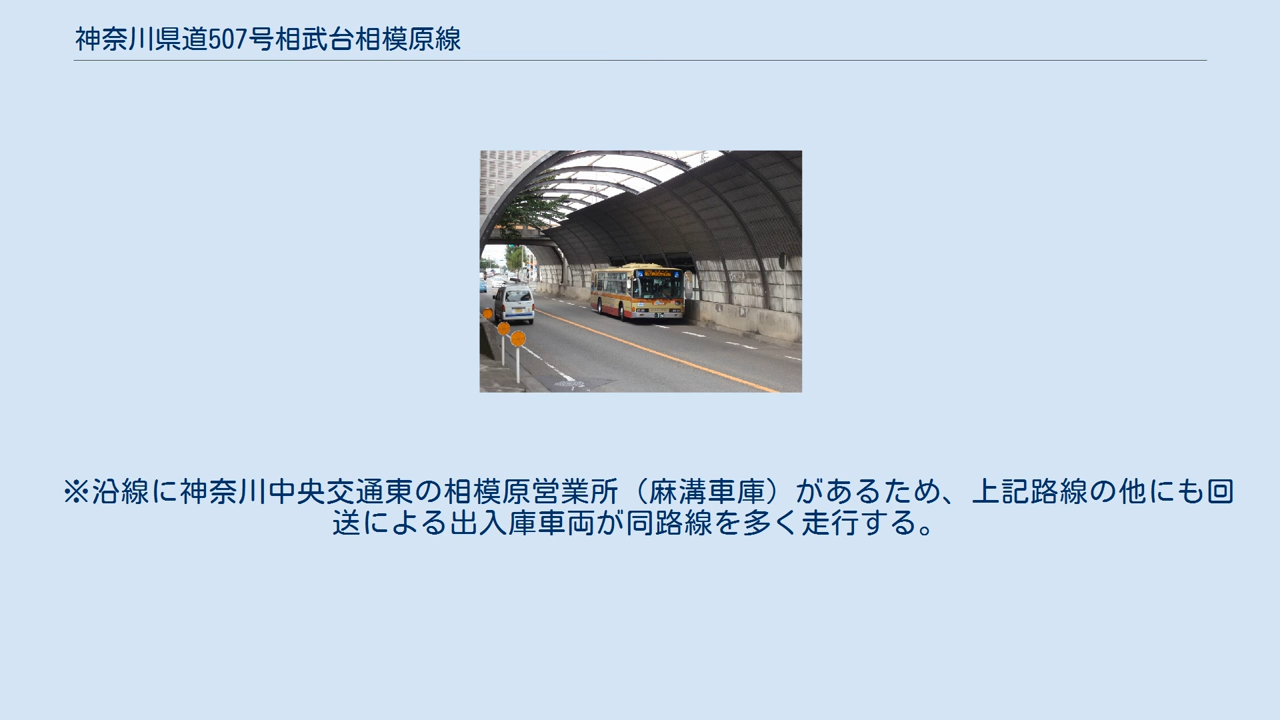 神奈川県道507号相武台相模原線
※沿線に神奈川中央交通東の相模原営業所（麻溝車庫）があるため、上記路線の他にも回
送による出入庫車両が同路線を多く走行する。